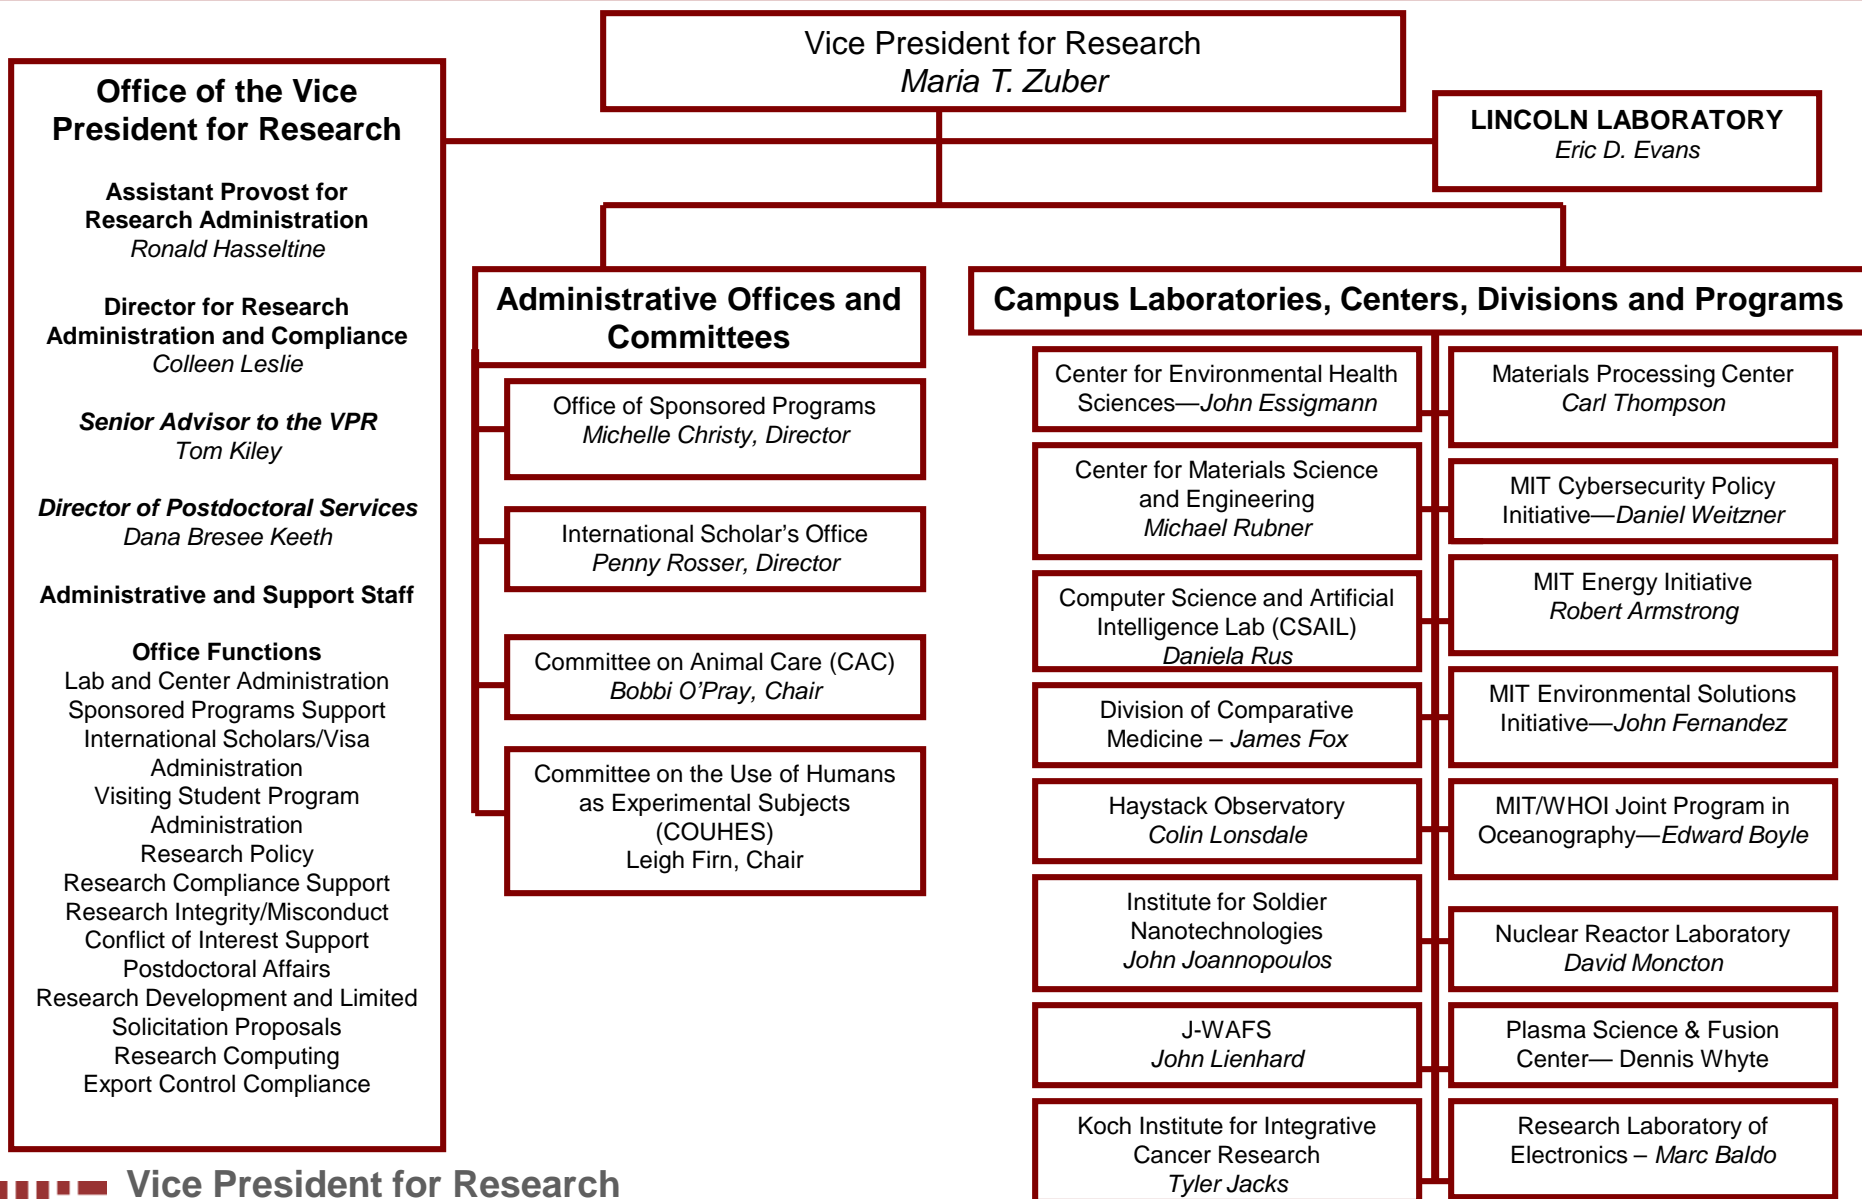 Vice President for Research
Maria T. Zuber
Office of the Vice
President for Research
Assistant Provost for
Research Administration
Ronald Hasseltine
Director for Research
Administration and Compliance
Colleen Leslie
Senior Advisor to the VPR
Tom Kiley
Director of Postdoctoral Services
Dana Bresee Keeth
Administrative and Support Staff
Office Functions
Lab and Center Administration
Sponsored Programs Support
International Scholars/Visa
Administration
Visiting Student Program
Administration
Research Policy
Research Compliance Support
Research Integrity/Misconduct
Conflict of Interest Support
Postdoctoral Affairs
Research Development and Limited
Solicitation Proposals
Research Computing
Export Control Compliance
LINCOLN LABORATORY
Eric D. Evans
Administrative Offices and
Committees
Office of Sponsored Programs
Michelle Christy, Director
International Scholar’s Office
Penny Rosser, Director
Committee on Animal Care (CAC)
Bobbi O’Pray, Chair
Committee on the Use of Humans
as Experimental Subjects
(COUHES)
Leigh Firn, Chair
Campus Laboratories, Centers, Divisions and Programs
Center for Environmental Health
Sciences—John Essigmann
Center for Materials Science
and Engineering
Michael Rubner
Computer Science and Artificial
Intelligence Lab (CSAIL)
Daniela Rus
Division of Comparative
Medicine – James Fox
Haystack Observatory
Colin Lonsdale
Institute for Soldier
Nanotechnologies
John Joannopoulos
J-WAFS
John Lienhard
Koch Institute for Integrative
Cancer Research
Tyler Jacks
Materials Processing Center
Carl Thompson
MIT Cybersecurity Policy
Initiative—Daniel Weitzner
MIT Energy Initiative
Robert Armstrong
MIT Environmental Solutions
Initiative—John Fernandez
MIT/WHOI Joint Program in
Oceanography—Edward Boyle
Nuclear Reactor Laboratory
David Moncton
Plasma Science & Fusion
Center— Dennis Whyte
Research Laboratory of
Electronics – Marc Baldo
Vice President for Research